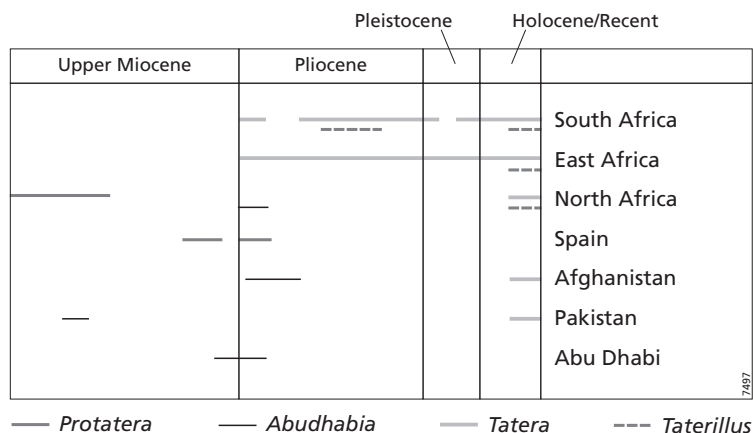 Pleistocene Holocene/Recent
Upper Miocene Pliocene
South Africa
East Africa
North Africa
Spain
Afghanistan
Pakistan
Abu Dhabi
7497
Protatera Abudhabia Tatera Taterillus